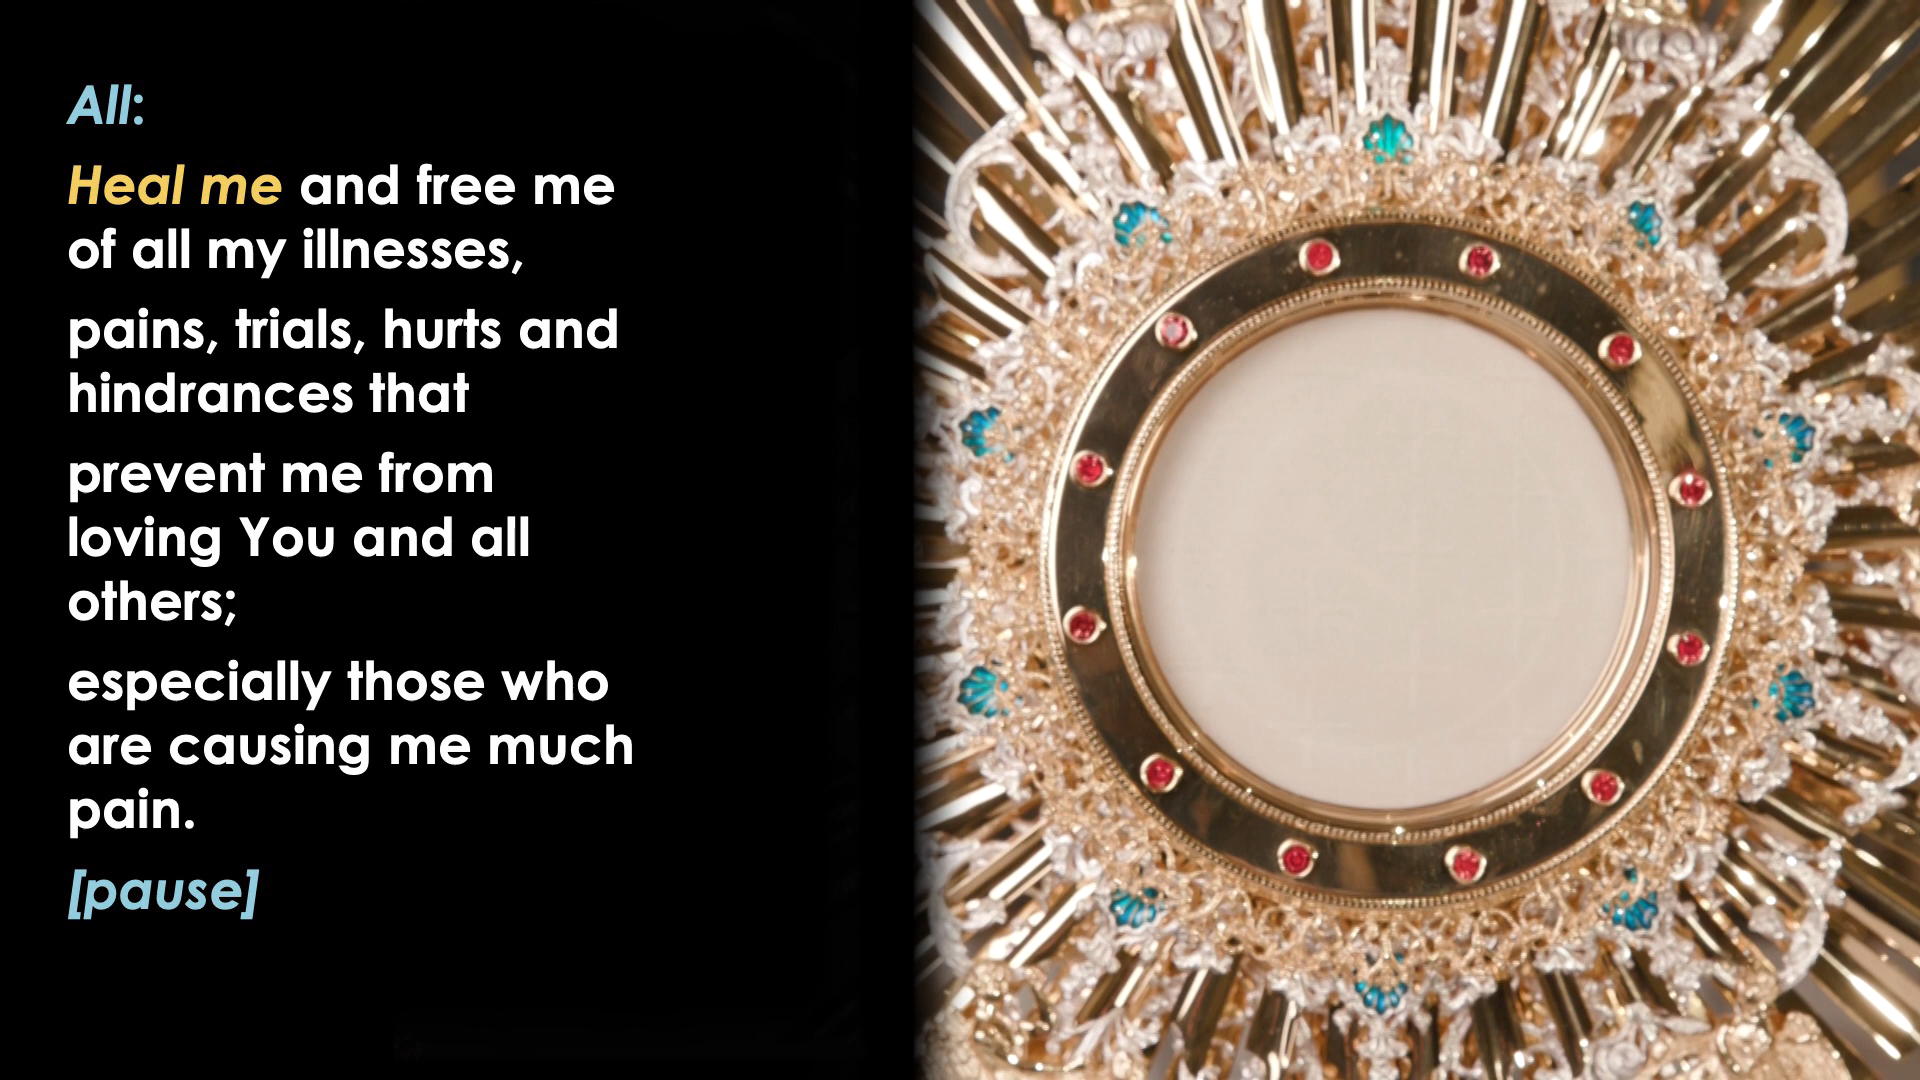 All:
Heal me and free me
of all my illnesses,
pains, trials, hurts and
hindrances that
prevent me from
loving You and all
others;
especially those who
are causing me much
pain.
[pause]